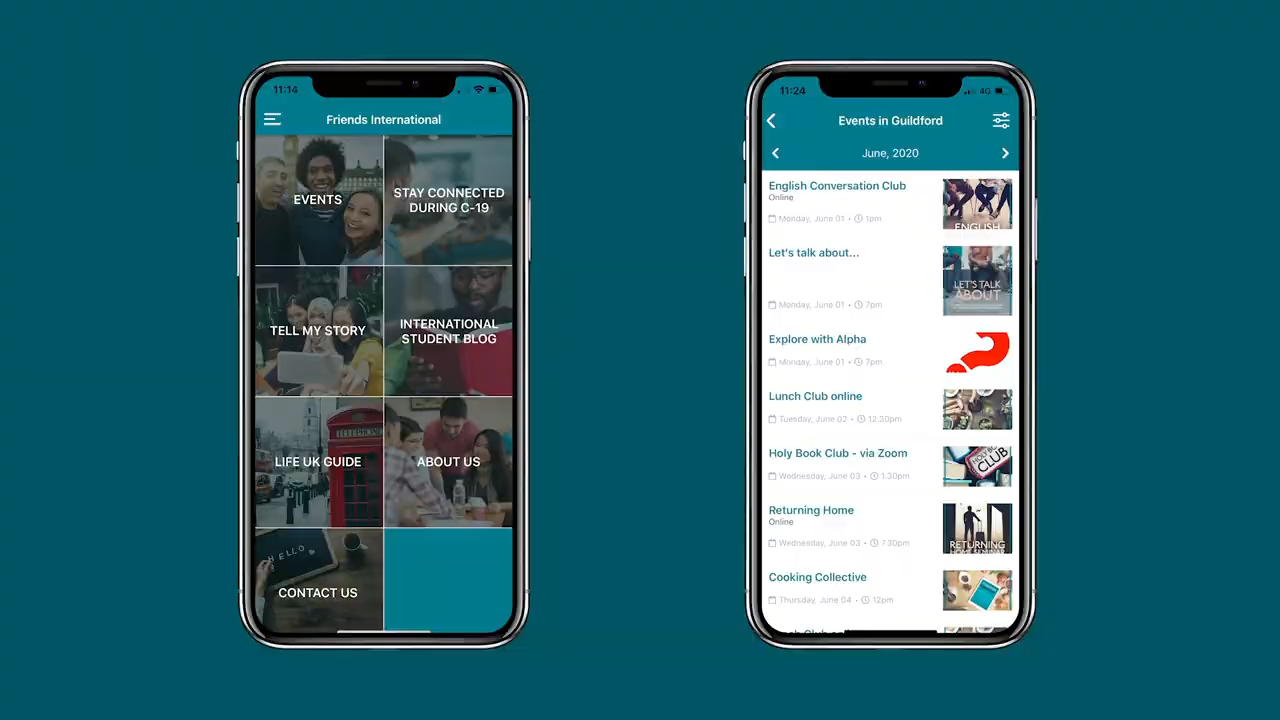 11:14
Friends International
EVENTS
STAY CONNECTED
DURING C-19
TELL MY STORY
INTERNATIONAL
STUDENT BLOG
TELEPHONE
LIFE UK GUIDE
ABOUT US
HELLO
CONTACT US
11:24
4G
Events in Guildford
June, 2020
English Conversation Club
Online
Monday, June 01 • 1pm
ENGLISH
Let's talk about...
Monday, June 01 • 7pm
LET'S TALK
ABOUT
Explore with Alpha
Monday, June 01 • 7pm
Lunch Club online
Tuesday, June 02 • 12.30pm
Holy Book Club - via Zoom
Wednesday, June 03 • 1.30pm
CLUB
Returning Home
Online
Wednesday, June 03 • 7.30pm
RETURNING
HOME SEMINAR
Cooking Collective
Thursday, June 04 • 12pm